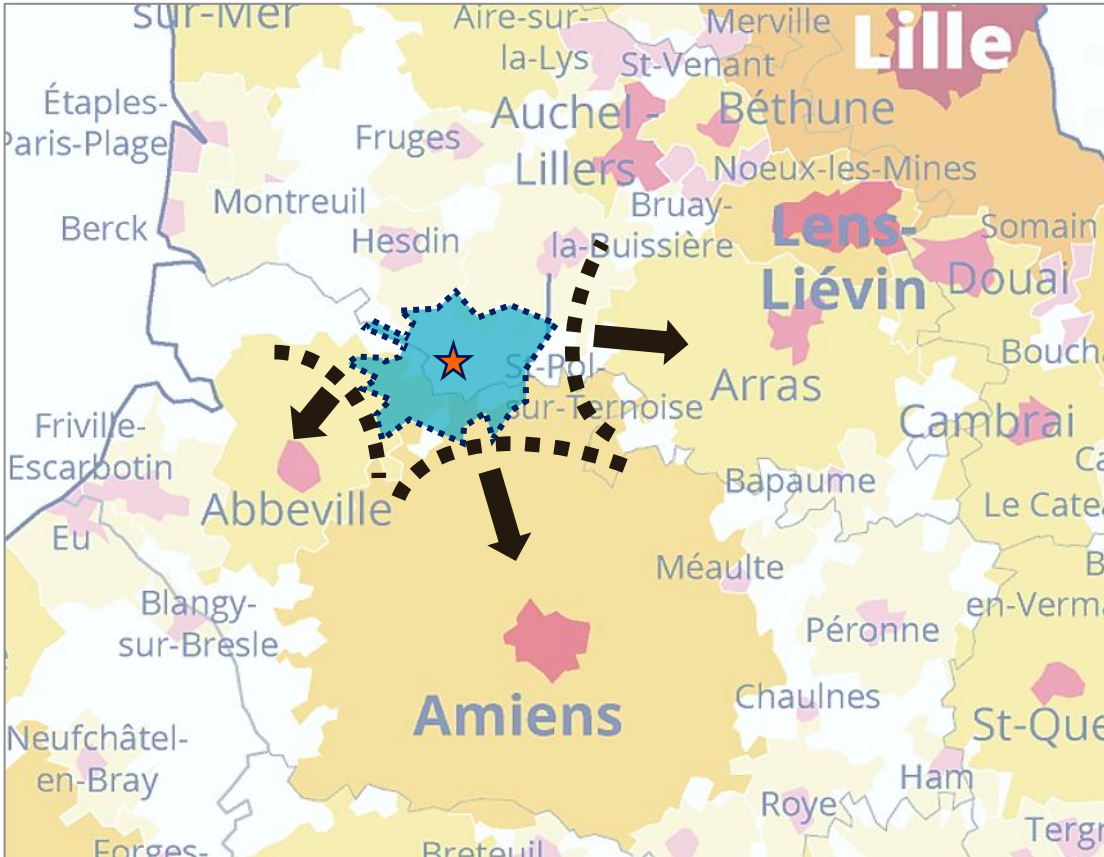 sur-Mer
Aire-sur-
la-Lys
Merville
St-Venant
Lille
Étaples-
Paris-Plage
Fruges
Auchel -
Lillers
Béthune
Noeux-les-Mines
Montreuil
Berck
Hesdin
Bruay-
la-Buissière
Lens-
Liévin
Somain
Douai
St-Pol-
sur-Ternoise
Arras
Bouch
Cambrai
Friville-
Escarbotin
Abbeville
Eu
Bapaume
Ca
Le Cate
Méaulte
B
en-Verma
Blangy-
sur-Bresle
Péronne
Amiens
Chaulnes
St-Que
Neufchâtel-
en-Bray
Ham
Roye
Tergn
Forges-
Breteuil